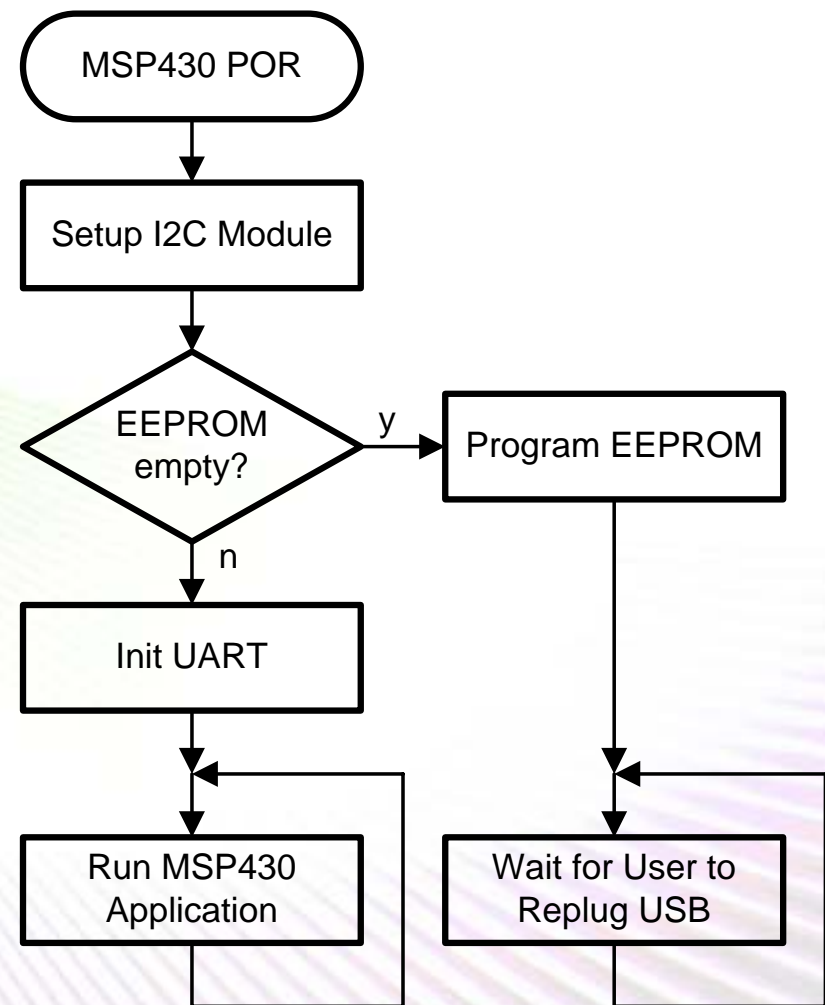 MSP430 POR
Setup I2C Module
EEPROM
empty?
y
Program EEPROM
n
Init UART
Run MSP430
Application
Wait for User to
Replug USB